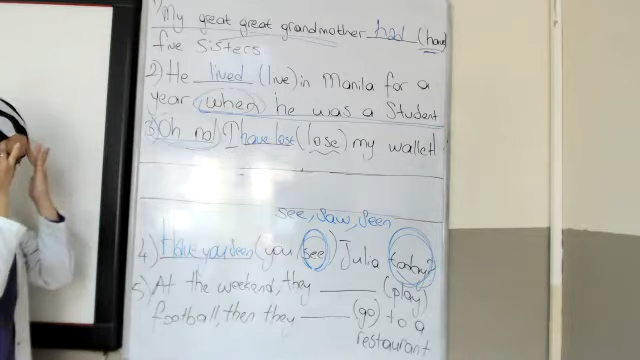 1) My great great grandmother had (have)
five sisters
2) He lived (live) in Manila for a
year (when) he was a Student
3) Oh no! I have lost (lose) my wallet!
see, saw, seen
4) Have you seen (you see) Julia today?
5) At the weekend, they ______ (play)
football, then they ______ (go) to a
restaurant